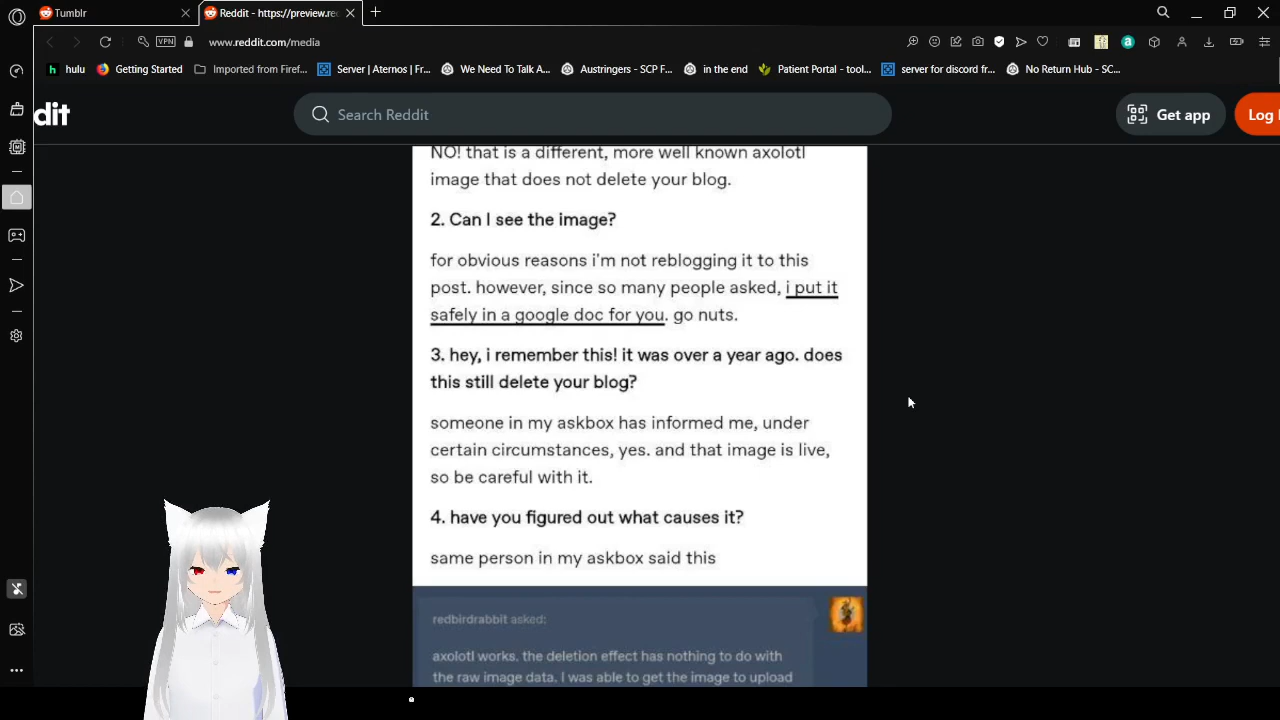 Tumblr
Reddit - https://preview.red
VPN
www.reddit.com/media
hulu
Getting Started
Imported from Firef...
Server | Aternos | Fr...
We Need To Talk A...
Austringers - SCP F...
in the end
Patient Portal - tool...
server for discord fr...
No Return Hub - SC...
dit
Search Reddit
Get app
Log I
NO! that is a different, more well known axolotl
image that does not delete your blog.
2. Can I see the image?
for obvious reasons i'm not reblogging it to this
post. however, since so many people asked, i put it
safely in a google doc for you. go nuts.
3. hey, i remember this! it was over a year ago. does
this still delete your blog?
someone in my askbox has informed me, under
certain circumstances, yes. and that image is live,
so be careful with it.
4. have you figured out what causes it?
same person in my askbox said this
redbirdrabbit asked:
axolotl works. the deletion effect has nothing to do with
the raw image data. I was able to get the image to upload